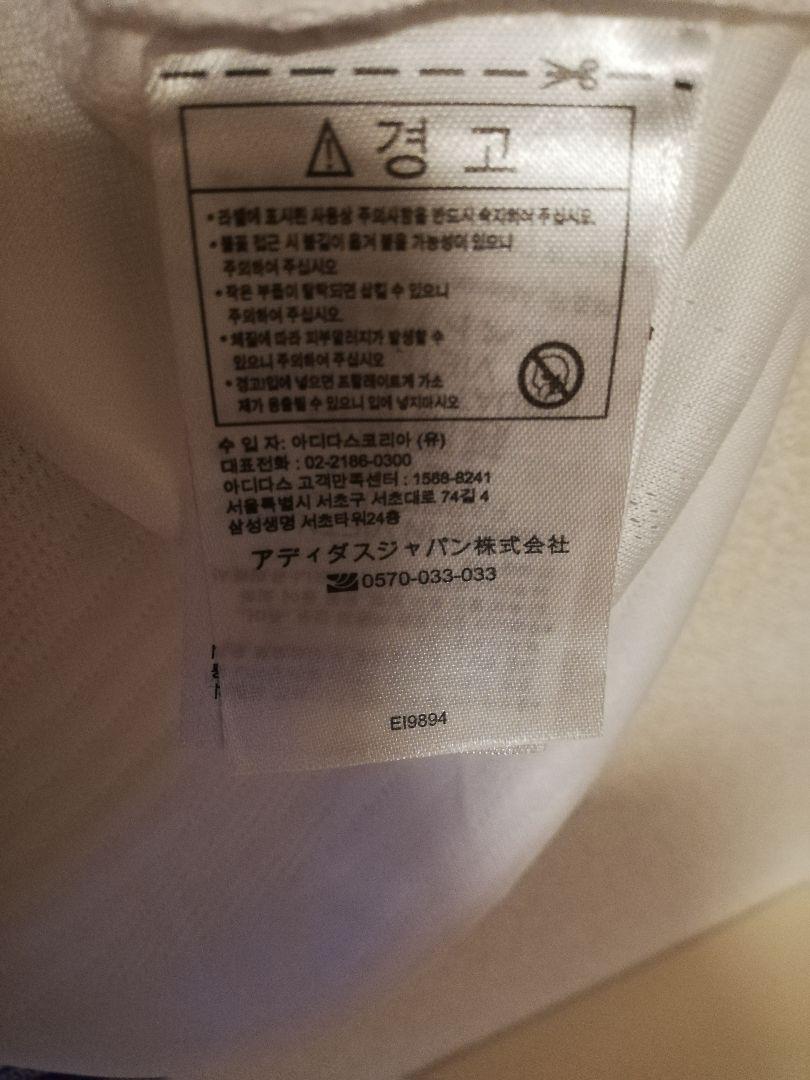 경 고
• 라벨에 표시된 사용상 주의사항을 반드시 숙지하여 주십시오.
• 불꽃 접근 시 불길이 옮겨 붙을 가능성이 있으니
주의하여 주십시오
• 작은 부품이 탈락되면 삼킬 수 있으니
주의하여 주십시오.
• 체질에 따라 피부알러지가 발생할 수
있으니 주의하여 주십시오
• 경고!입에 넣으면 프탈레이트계 가소
제가 용출될 수 있으니 입에 넣지마시오
수 입 자: 아디다스코리아 (유)
대표전화 : 02-2186-0300
아디다스 고객만족센터 : 1588-8241
서울특별시 서초구 서초대로 74길 4
삼성생명 서초타워24층
アディダスジャパン株式会社
0570-033-033
EI9894